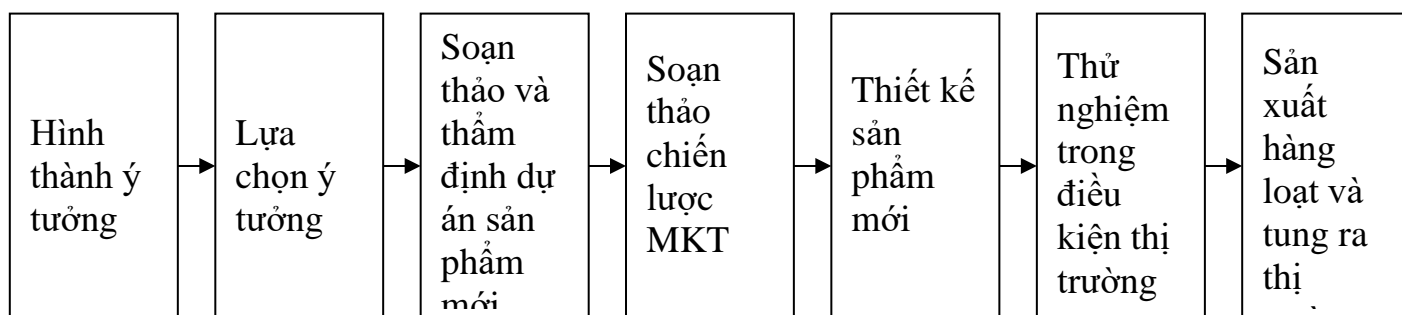 Hình
thành ý
tưởng
Lựa
chọn ý
tưởng
Soạn
thảo và
thẩm
định dự
án sản
phẩm
mới
Soạn
thảo
chiến
lược
MKT
Thiết kế
sản
phẩm
mới
Thử
nghiệm
trong
điều
kiện thị
trường
Sản
xuất
hàng
loạt và
tung ra
thị